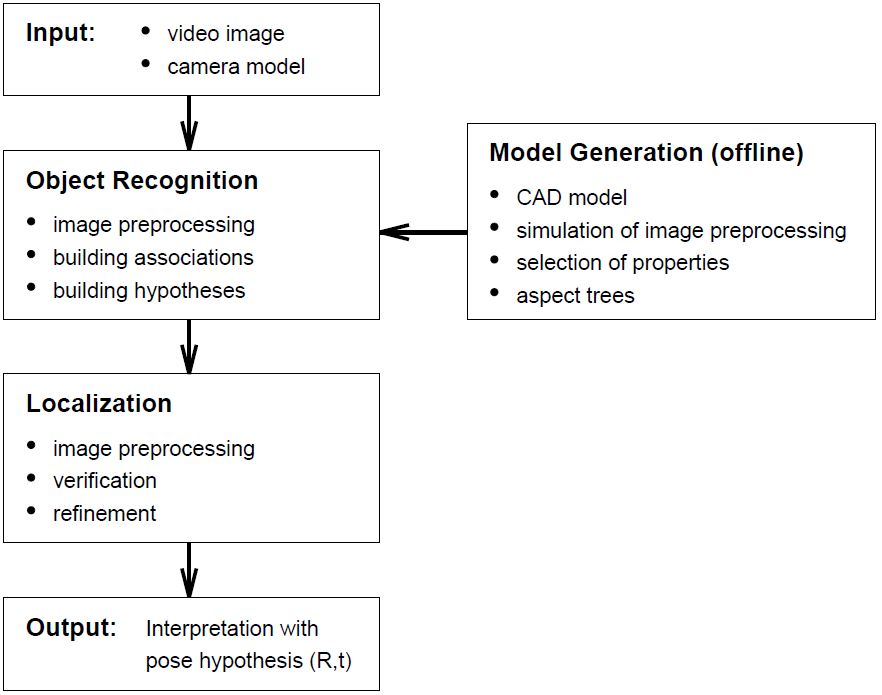 Input:
• video image
• camera model
Object Recognition
• image preprocessing
• building associations
• building hypotheses
Model Generation (offline)
• CAD model
• simulation of image preprocessing
• selection of properties
• aspect trees
Localization
• image preprocessing
• verification
• refinement
Output: Interpretation with
pose hypothesis (R,t)